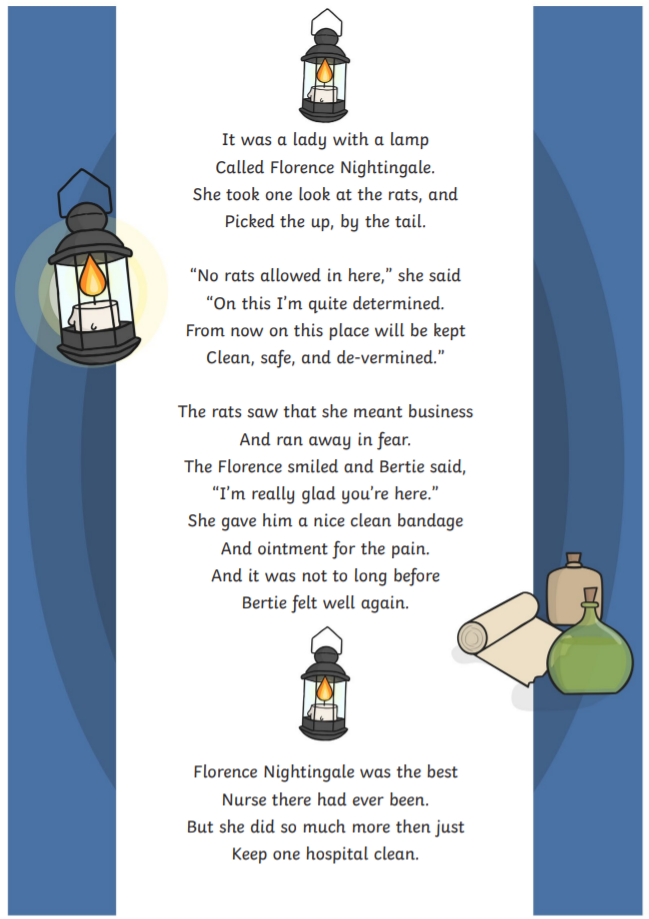 It was a lady with a lamp
Called Florence Nightingale.
She took one look at the rats, and
Picked the up, by the tail.
“No rats allowed in here,” she said
“On this I’m quite determined.
From now on this place will be kept
Clean, safe, and de-vermined.”
The rats saw that she meant business
And ran away in fear.
The Florence smiled and Bertie said,
“I’m really glad you’re here.”
She gave him a nice clean bandage
And ointment for the pain.
And it was not to long before
Bertie felt well again.
Florence Nightingale was the best
Nurse there had ever been.
But she did so much more then just
Keep one hospital clean.